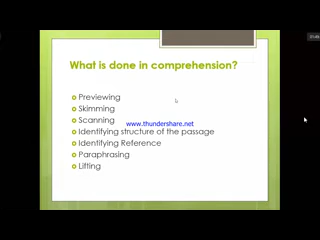 What is done in comprehension?
Previewing
Skimming
Scanning
www.thundershare.net
Identifying structure of the passage
Identifying Reference
Paraphrasing
Lifting